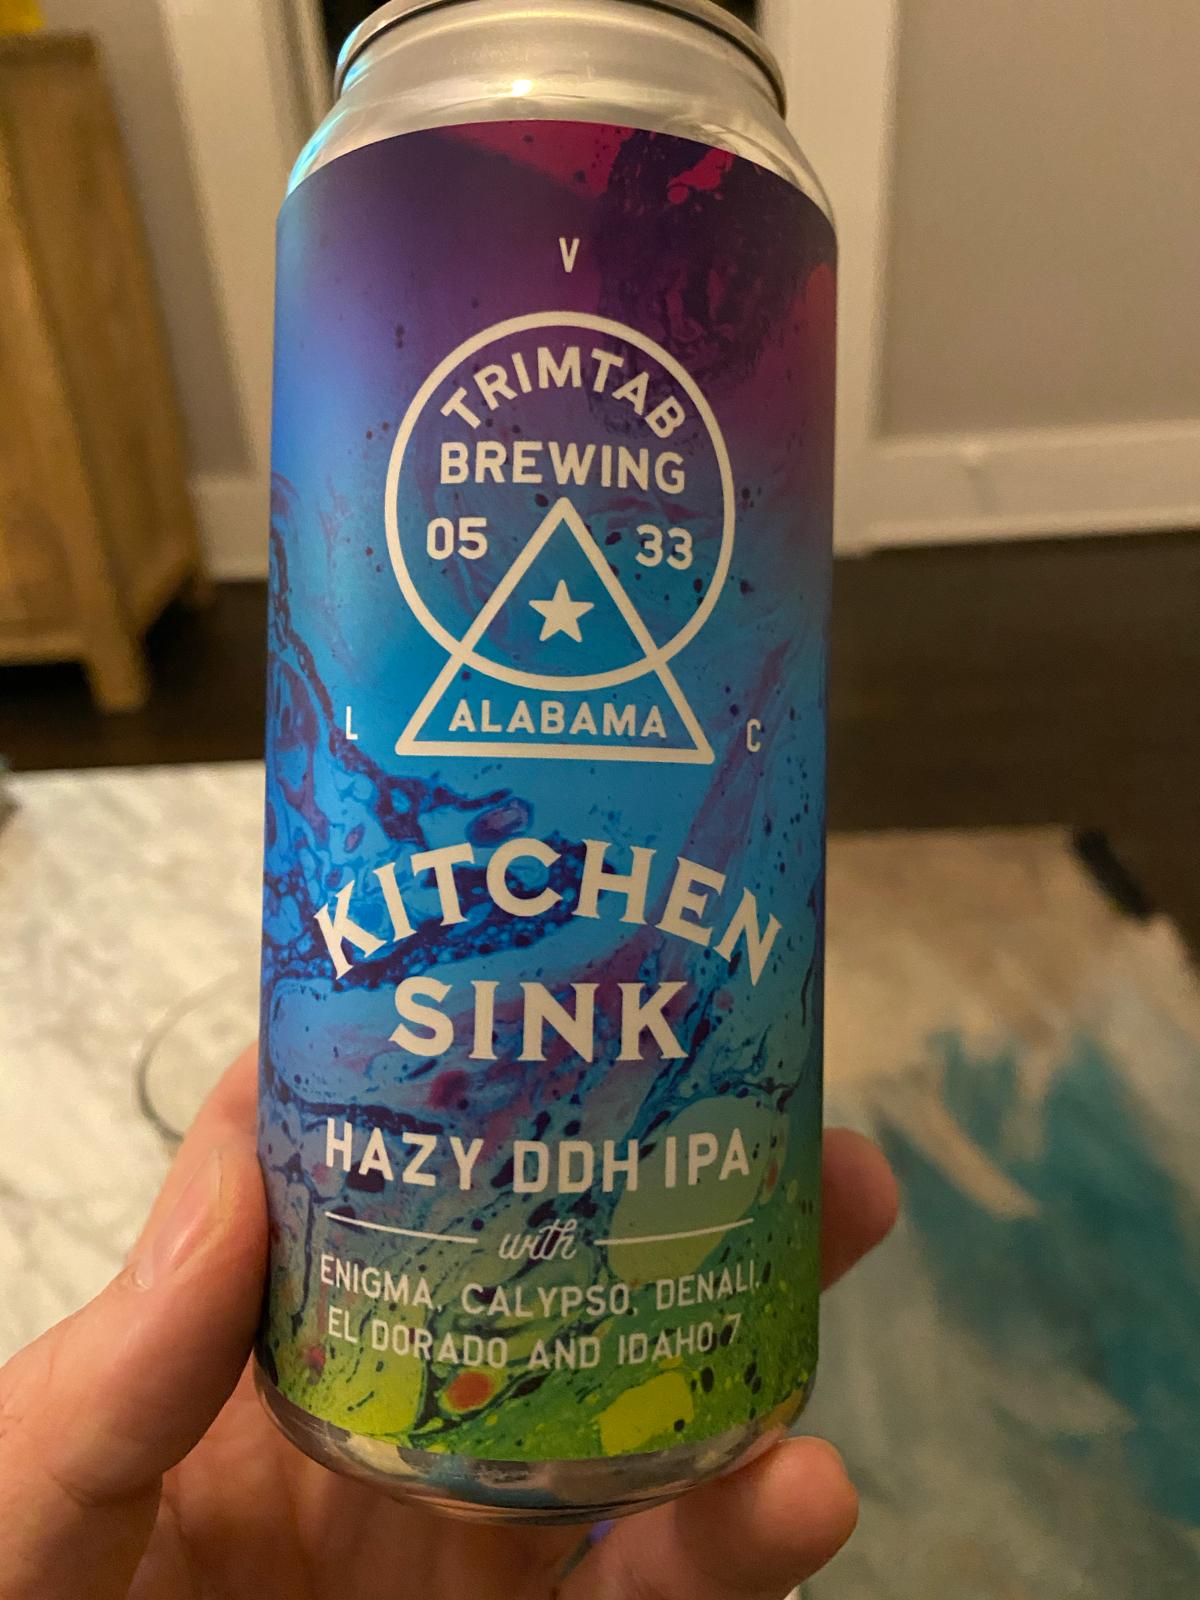 V
TRIMTAB
BREWING
05 33
ALABAMA
L C
KITCHEN
SINK
HAZY DDH IPA
with
ENIGMA, CALYPSO, DENALI,
EL DORADO AND IDAHO 7